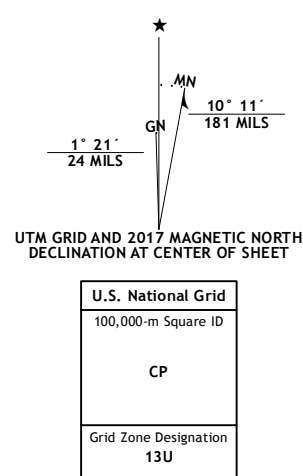 ★
MN
GN
10° 11´
181 MILS
1° 21´
24 MILS
UTM GRID AND 2017 MAGNETIC NORTH
DECLINATION AT CENTER OF SHEET
U.S. National Grid
100,000-m Square ID
CP
Grid Zone Designation
13U